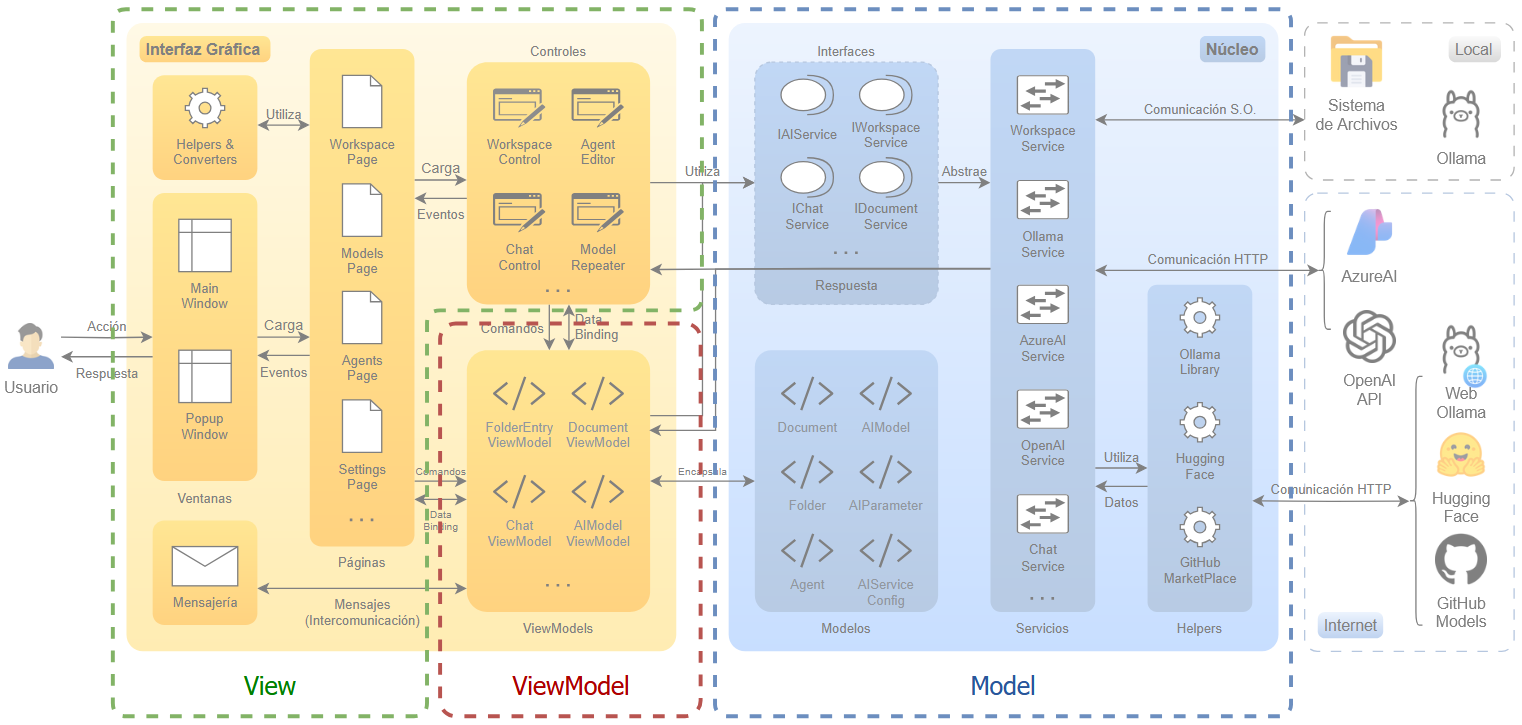 Interfaz Gráfica
Controles
Interfaces
Núcleo
Local
Helpers &
Converters
Utiliza
Workspace
Page
Carga
Eventos
Workspace
Control
Agent
Editor
Chat
Control
Model
Repeater
...
Utiliza
IAIService
IWorkspace
Service
IChat
Service
IDocument
Service
...
Respuesta
Abstrae
Workspace
Service
Comunicación S.O.
Sistema
de Archivos
Ollama
Main
Window
Models
Page
Ollama
Service
Comunicación HTTP
AzureAI
Usuario
Acción
Respuesta
Carga
Eventos
Popup
Window
Ventanas
Agents
Page
Settings
Page
...
Páginas
Comandos
Data
Binding
Comandos
Data
Binding
FolderEntry
ViewModel
Document
ViewModel
Chat
ViewModel
AIModel
ViewModel
...
ViewModels
Encapsula
Document
AIModel
Folder
AIParameter
Agent
AIService
Config
Modelos
AzureAI
Service
OpenAI
Service
Chat
Service
...
Servicios
Utiliza
Datos
Ollama
Library
Hugging
Face
GitHub
MarketPlace
Helpers
OpenAI
API
Web
Ollama
Comunicación HTTP
Hugging
Face
GitHub
Models
Internet
Mensajería
Mensajes
(Intercomunicación)
View
ViewModel
Model